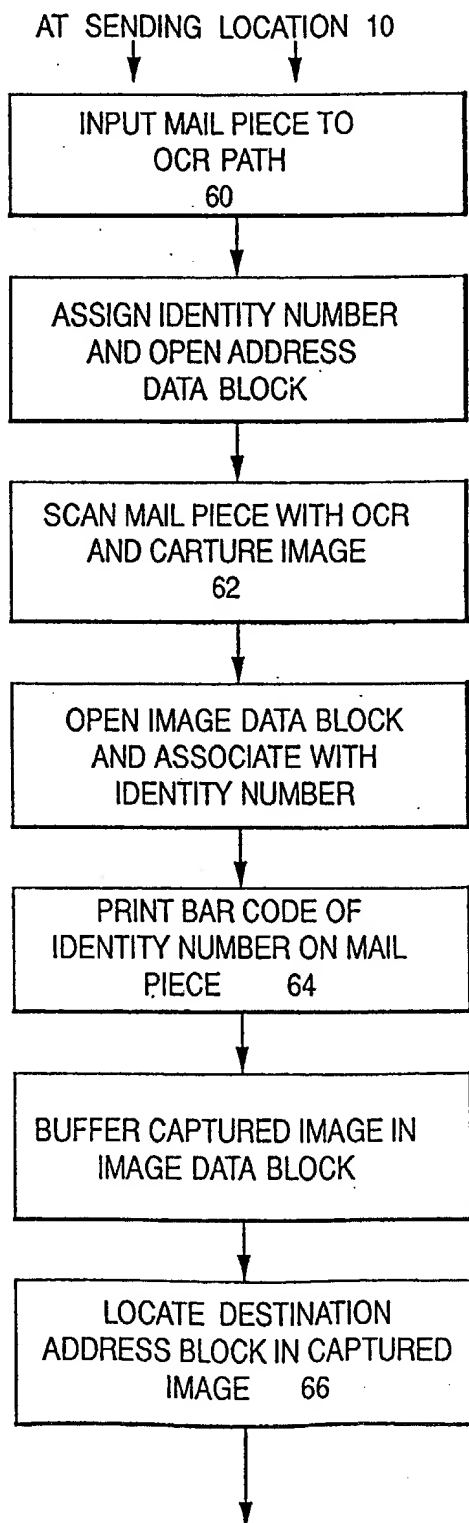 AT SENDING LOCATION 10
INPUT MAIL PIECE TO
OCR PATH
60
ASSIGN IDENTITY NUMBER
AND OPEN ADDRESS
DATA BLOCK
SCAN MAIL PIECE WITH OCR
AND CARTURE IMAGE
62
OPEN IMAGE DATA BLOCK
AND ASSOCIATE WITH
IDENTITY NUMBER
PRINT BAR CODE OF
IDENTITY NUMBER ON MAIL
PIECE 64
BUFFER CAPTURED IMAGE IN
IMAGE DATA BLOCK
LOCATE DESTINATION
ADDRESS BLOCK IN CAPTURED
IMAGE 66